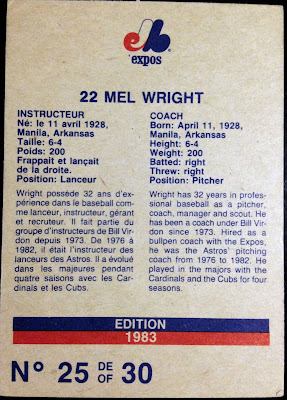 expos
22 MEL WRIGHT
INSTRUCTEUR
Né: le 11 avril 1928,
Manila, Arkansas
Taille: 6-4
Poids: 200
Frappait et lançait
de la droite.
Position: Lanceur
COACH
Born: April 11, 1928,
Manila, Arkansas
Height: 6-4
Weight: 200
Batted: right
Threw: right
Position: Pitcher
Wright possède 32 ans d'ex-
périence dans le baseball com-
me lanceur, instructeur, gérant
et recruteur. Il fait partie du
groupe d'instructeurs de Bill Vir-
don depuis 1973. De 1976 à
1982, il était l'instructeur des
lanceurs des Astros. Il a évolué
dans les majeures pendant
quatre saisons avec les Car-
dinals et les Cubs.
Wright has 32 years in profes-
sional baseball as a pitcher,
coach, manager and scout. He
has been a coach under Bill Vir-
don since 1973. Hired as a
bullpen coach with the Expos,
he was the Astros' pitching
coach from 1976 to 1982. He
played in the majors with the
Cardinals and the Cubs for four
seasons.
EDITION
1983
N° 25 DE OF 30